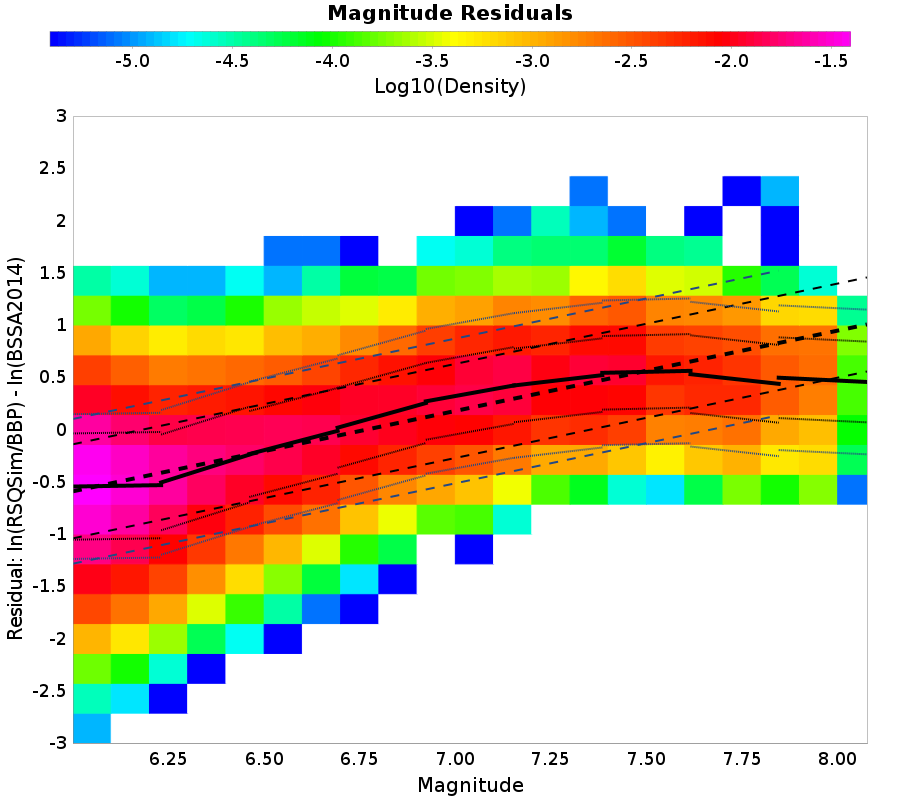 Magnitude Residuals
-5.0 -4.5 -4.0 -3.5 -3.0 -2.5 -2.0 -1.5
Log10(Density)
Residual: ln(RSQSim/BBP) - ln(BSSA2014)
3
2.5
2
1.5
1
0.5
0
-0.5
-1
-1.5
-2
-2.5
-3
6.25 6.50 6.75 7.00 7.25 7.50 7.75 8.00
Magnitude